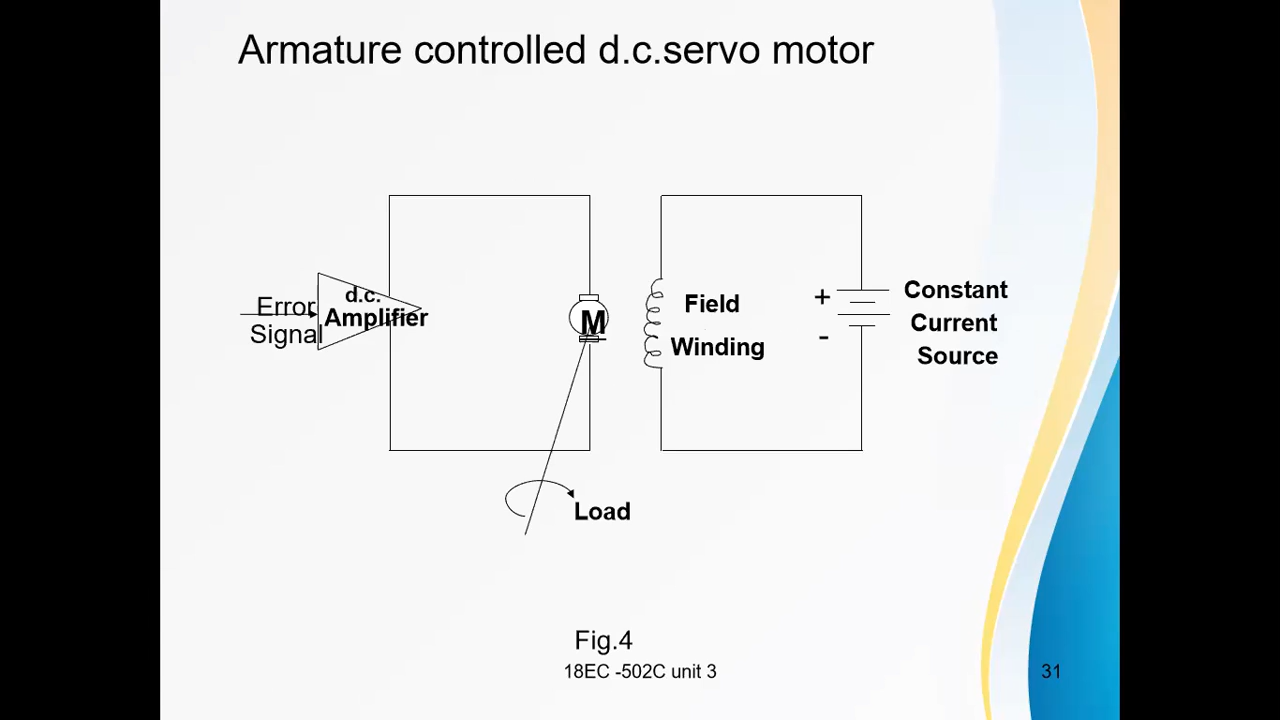 Armature controlled d.c.servo motor
Error
Signal
d.c.
Amplifier
M
Field
Winding
+
-
Constant
Current
Source
Load
Fig.4
18EC -502C unit 3
31